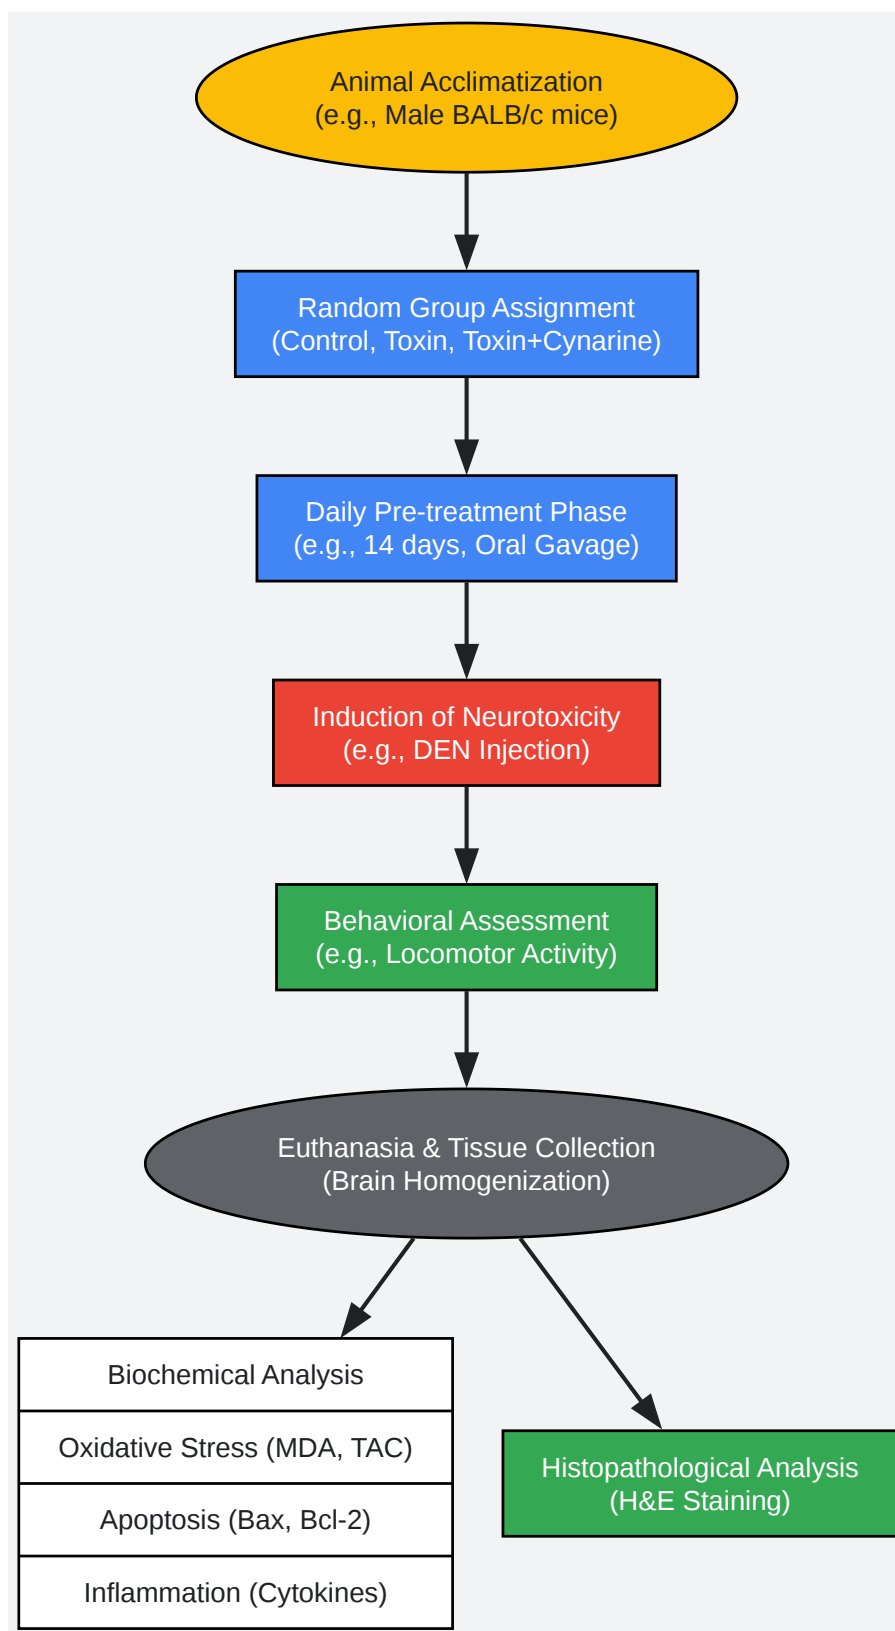 Animal Acclimatization
(e.g., Male BALB/c mice)
Random Group Assignment
(Control, Toxin, Toxin+Cynarine)
Daily Pre-treatment Phase
(e.g., 14 days, Oral Gavage)
Induction of Neurotoxicity
(e.g., DEN Injection)
Behavioral Assessment
(e.g., Locomotor Activity)
Euthanasia & Tissue Collection
(Brain Homogenization)
Biochemical Analysis
Oxidative Stress (MDA, TAC)
Apoptosis (Bax, Bcl-2)
Inflammation (Cytokines)
Histopathological Analysis
(H&E Staining)